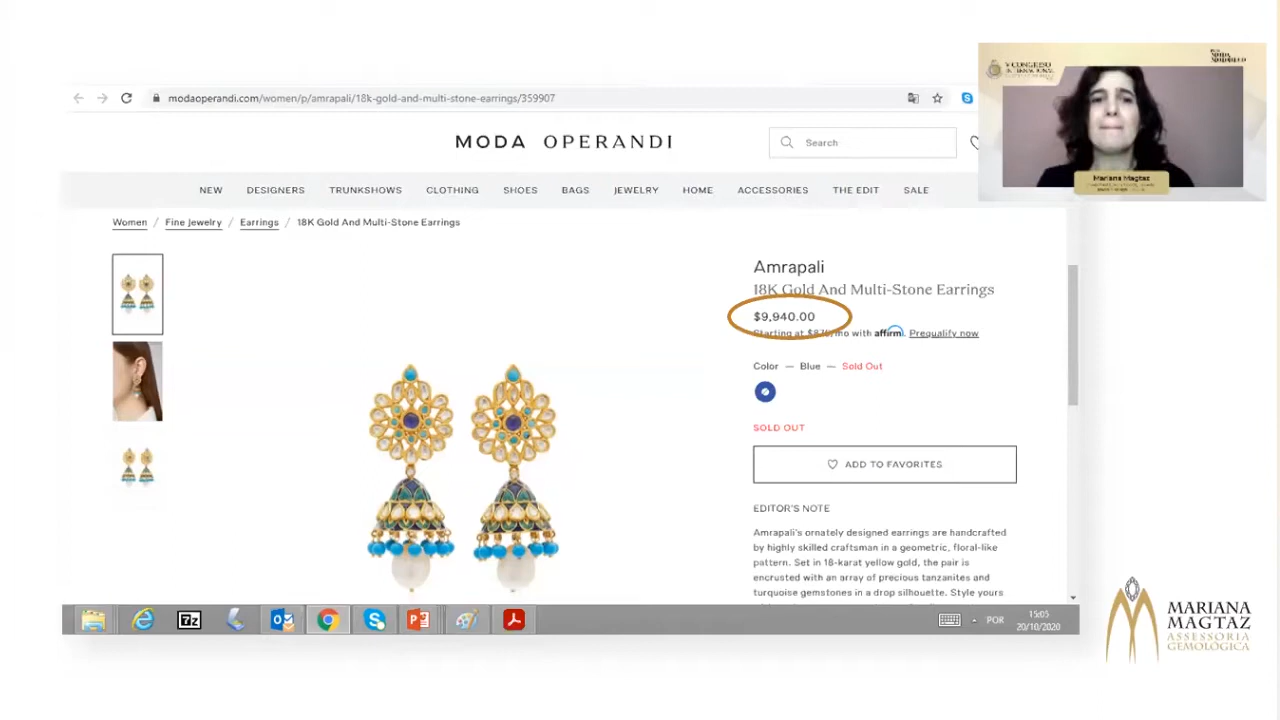 modaoperandi.com/women/p/amrapali/18k-gold-and-multi-stone-earrings/359907
V CONGRESO
INTERNACIONAL
MODA OPERANDI
Search
Mariana Magtaz
NEW DESIGNERS TRUNKSHOWS CLOTHING SHOES BAGS JEWELRY HOME ACCESSORIES THE EDIT SALE
Women / Fine Jewelry / Earrings / 18K Gold And Multi-Stone Earrings
Amrapali
18K Gold And Multi-Stone Earrings
$9,940.00
Starting at $876/mo with affirm. Prequalify now
Color — Blue — Sold Out
SOLD OUT
ADD TO FAVORITES
EDITOR'S NOTE
Amrapali's ornately designed earrings are handcrafted
by highly skilled craftsman in a geometric, floral-like
pattern. Set in 18-karat yellow gold, the pair is
encrusted with an array of precious tanzanites and
turquoise gemstones in a drop silhouette. Style yours
POR
15:05
20/10/2020
MARIANA
MAGTAZ
ASSESSORIA
GEMOLÓGICA